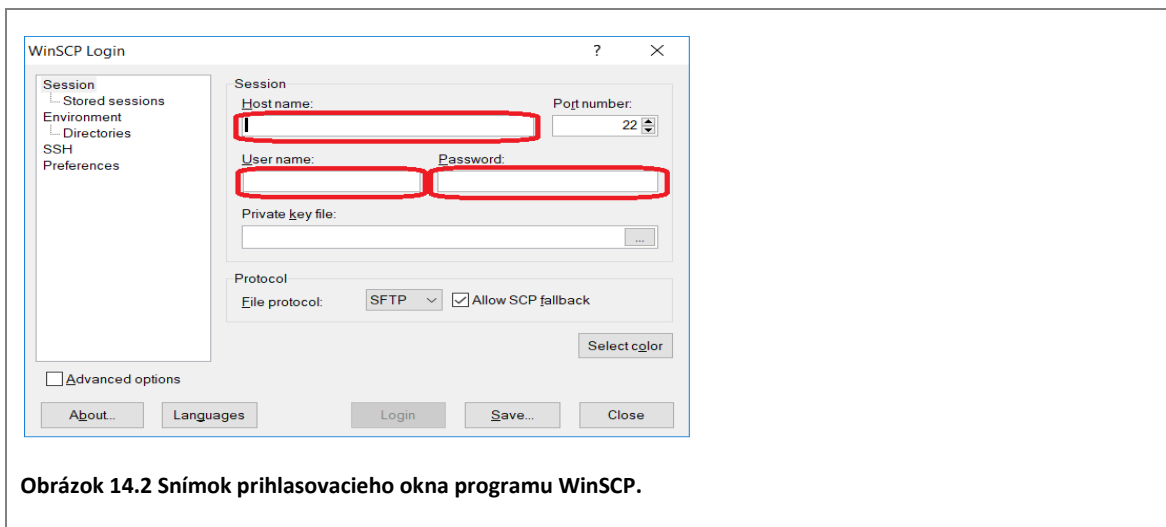 WinSCP Login ? ×
Session
Stored sessions
Environment
Directories
SSH
Preferences
Session
Host name: Port number:
22
User name: Password:
Private key file:
...
Protocol
File protocol: SFTP Allow SCP fallback
Select color
Advanced options
About... Languages Login Save... Close
Obrázok 14.2 Snímok prihlasovacieho okna programu WinSCP.